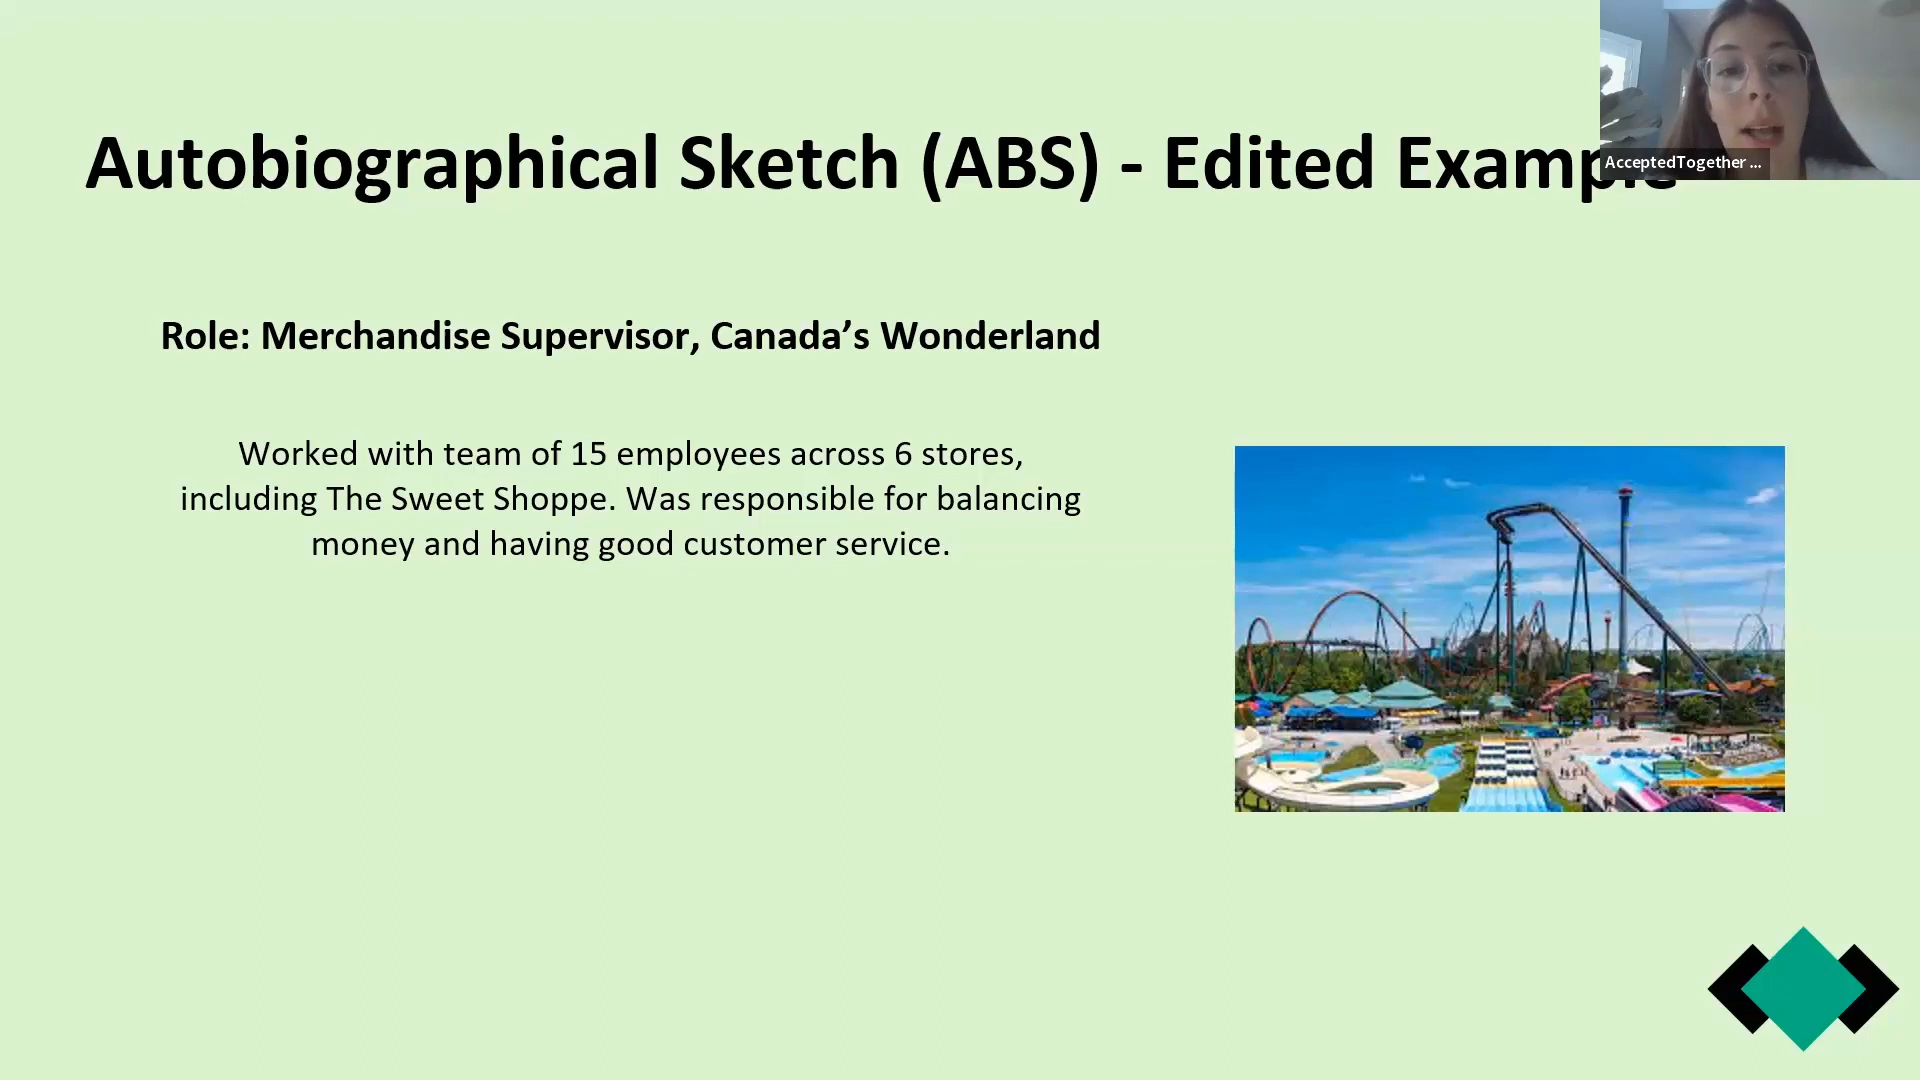 Autobiographical Sketch (ABS) - Edited Example
AcceptedTogether ...
Role: Merchandise Supervisor, Canada’s Wonderland
Worked with team of 15 employees across 6 stores,
including The Sweet Shoppe. Was responsible for balancing
money and having good customer service.